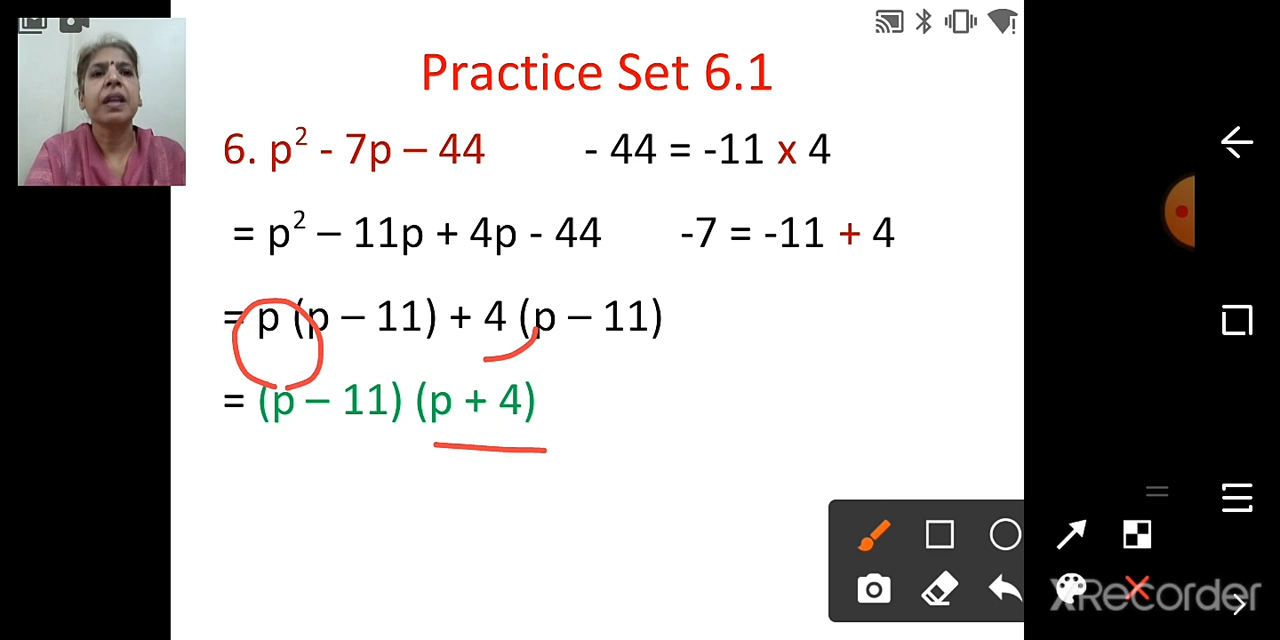 Practice Set 6.1
6. p² - 7p – 44 - 44 = -11 x 4
= p² – 11p + 4p - 44 -7 = -11 + 4
= p (p – 11) + 4 (p – 11)
= (p – 11) (p + 4)
XRecorder